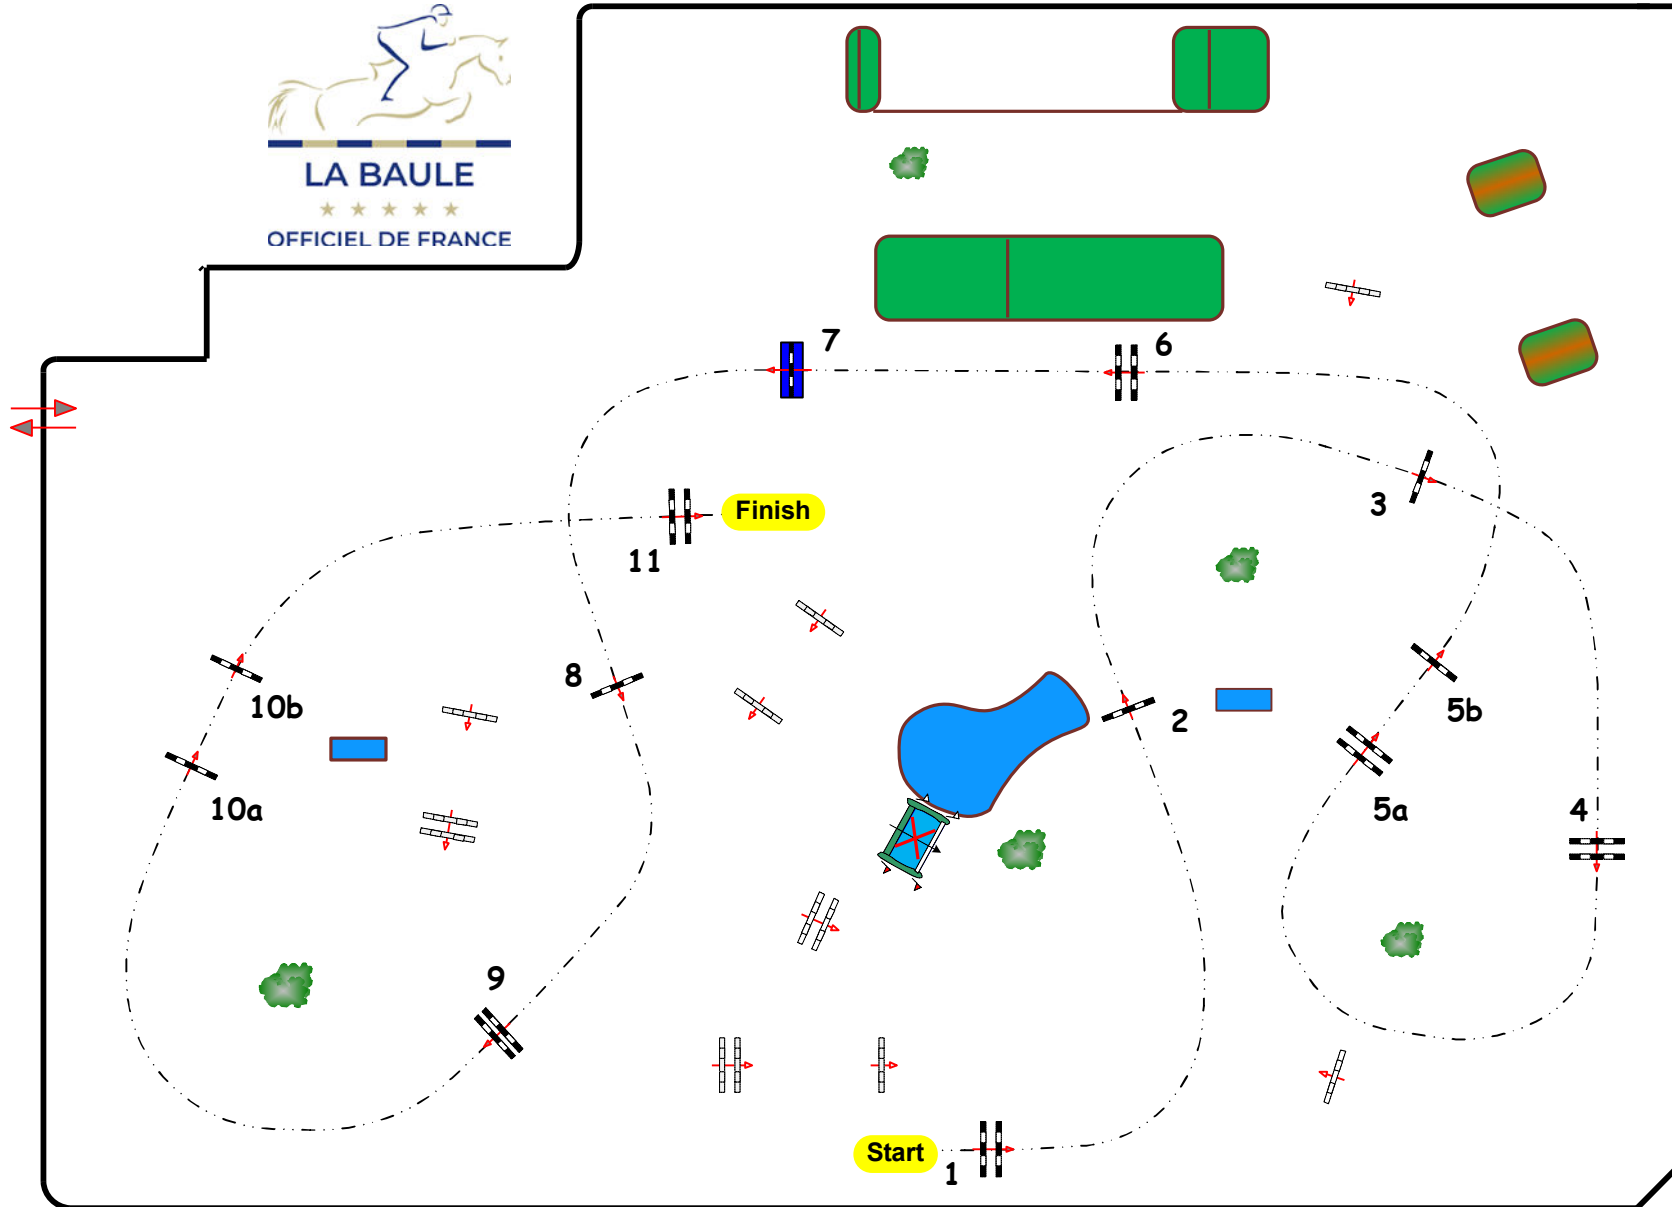 LA BAULE
OFFICIEL DE FRANCE
7
6
3
Finish
11
8
2
10b
5b
10a
5a
4
9
Start
1